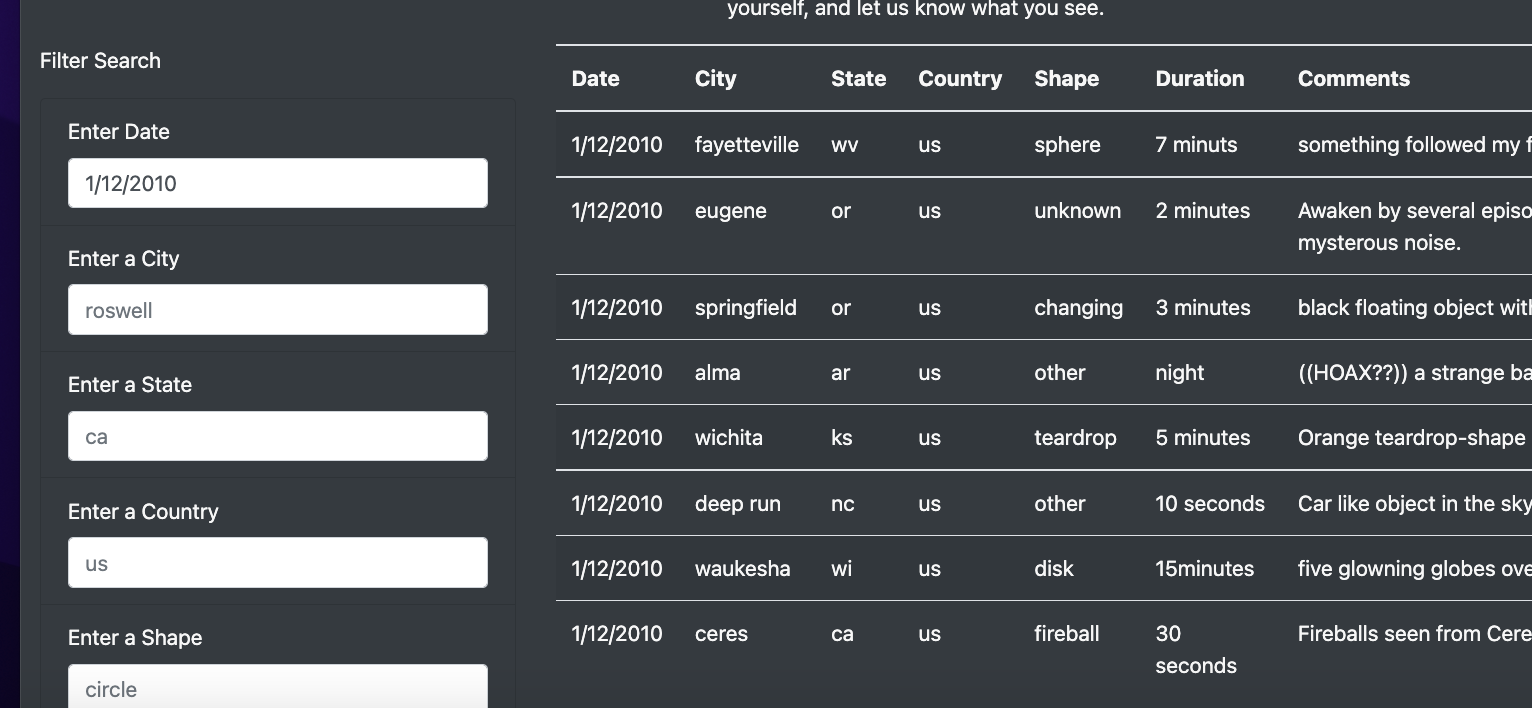 yourself, and let us know what you see.
Filter Search
Enter Date
1/12/2010
Enter a City
roswell
Enter a State
ca
Enter a Country
us
Enter a Shape
circle
Date City State Country Shape Duration Comments
1/12/2010 fayetteville wv us sphere 7 minuts something followed my
1/12/2010 eugene or us unknown 2 minutes Awaken by several
mysterous noise.
1/12/2010 springfield or us changing 3 minutes black floating object
1/12/2010 alma ar us other night ((HOAX??)) a strange
1/12/2010 wichita ks us teardrop 5 minutes Orange teardrop-shape
1/12/2010 deep run nc us other 10 seconds Car like object in the sky
1/12/2010 waukesha wi us disk 15minutes five glowning globes
1/12/2010 ceres ca us fireball 30 Fireballs seen from
seconds